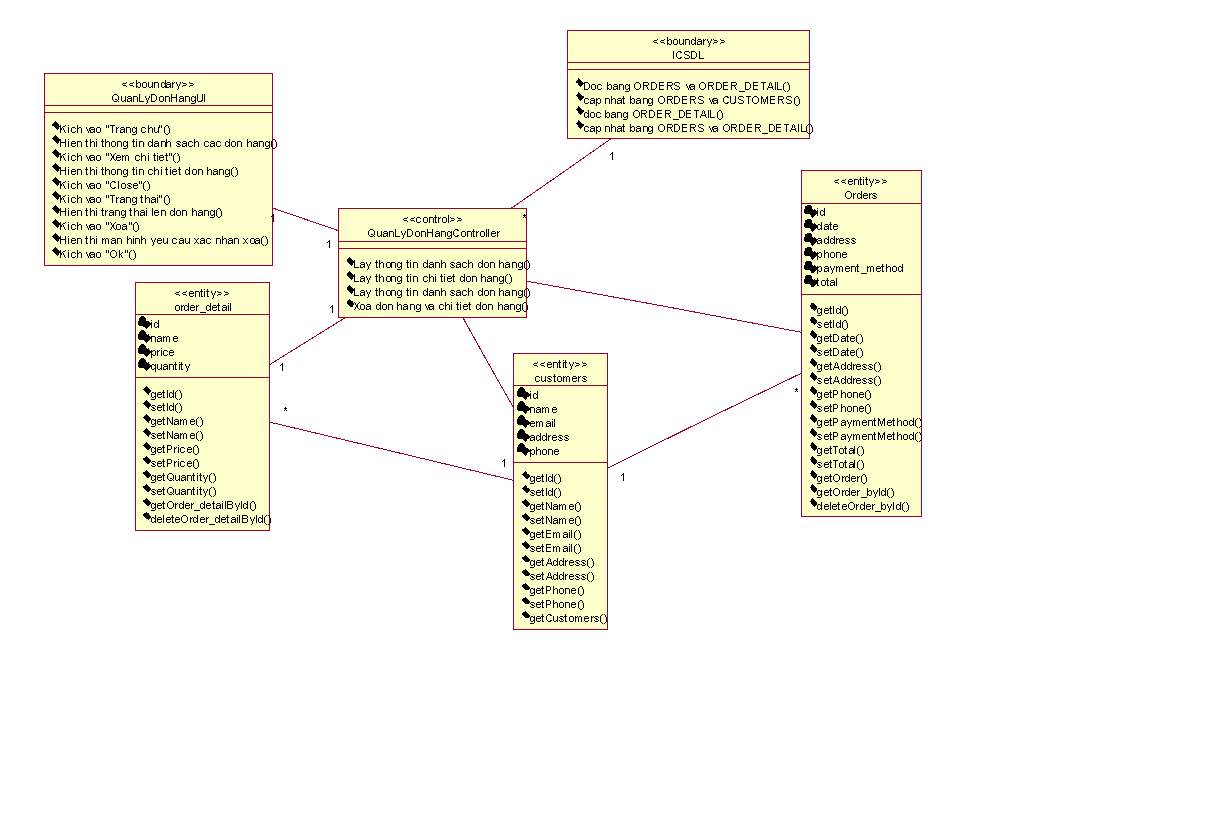 <<boundary>>
QuanLyDonHangUI
Kich vao "Trang chu"()
Hien thi thong tin danh sach cac don hang()
Kich vao "Xem chi tiet"()
Hien thi thong tin chi tiet don hang()
Kich vao "Close"()
Kich vao "Trang thai"()
Hien thi trang thai len don hang()
Kich vao "Xoa"()
Hien thi man hinh yeu cau xac nhan xoa()
Kich vao "Ok"()
<<boundary>>
ICSDL
Doc bang ORDERS va ORDER_DETAIL()
cap nhat bang ORDERS va CUSTOMERS()
doc bang ORDER_DETAIL()
cap nhat bang ORDERS va ORDER_DETAIL()
1
*
1
1
<<control>>
QuanLyDonHangController
Lay thong tin danh sach don hang()
Lay thong tin chi tiet don hang()
Lay thong tin danh sach don hang()
Xoa don hang va chi tiet don hang()
1
1
<<entity>>
order_detail
id
name
price
quantity
getId()
setId()
getName()
setName()
getPrice()
setPrice()
getQuantity()
setQuantity()
getOrder_detailById()
deleteOrder_detailById()
*
1
<<entity>>
customers
id
name
email
address
phone
getId()
setId()
getName()
setName()
getEmail()
setEmail()
getAddress()
setAddress()
getPhone()
setPhone()
getCustomers()
1
*
<<entity>>
Orders
id
date
address
phone
payment_method
total
getId()
setId()
getDate()
setDate()
getAddress()
setAddress()
getPhone()
setPhone()
getPaymentMethod()
setPaymentMethod()
getTotal()
setTotal()
getOrder()
getOrder_byId()
deleteOrder_byId()